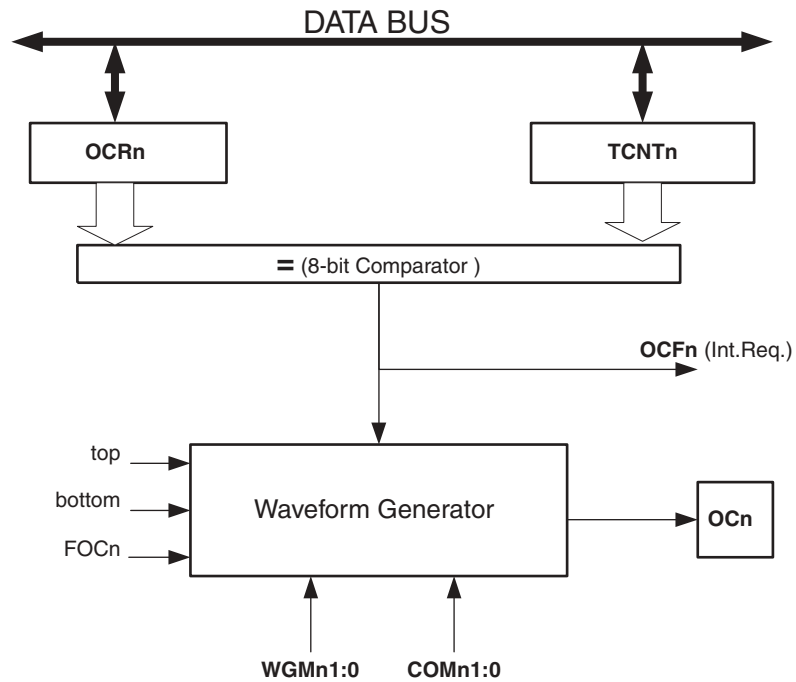 DATA BUS
OCRn
TCNTn
= (8-bit Comparator )
OCFn (Int.Req.)
top
bottom
FOCn
Waveform Generator
OCn
WGMn1:0
COMn1:0